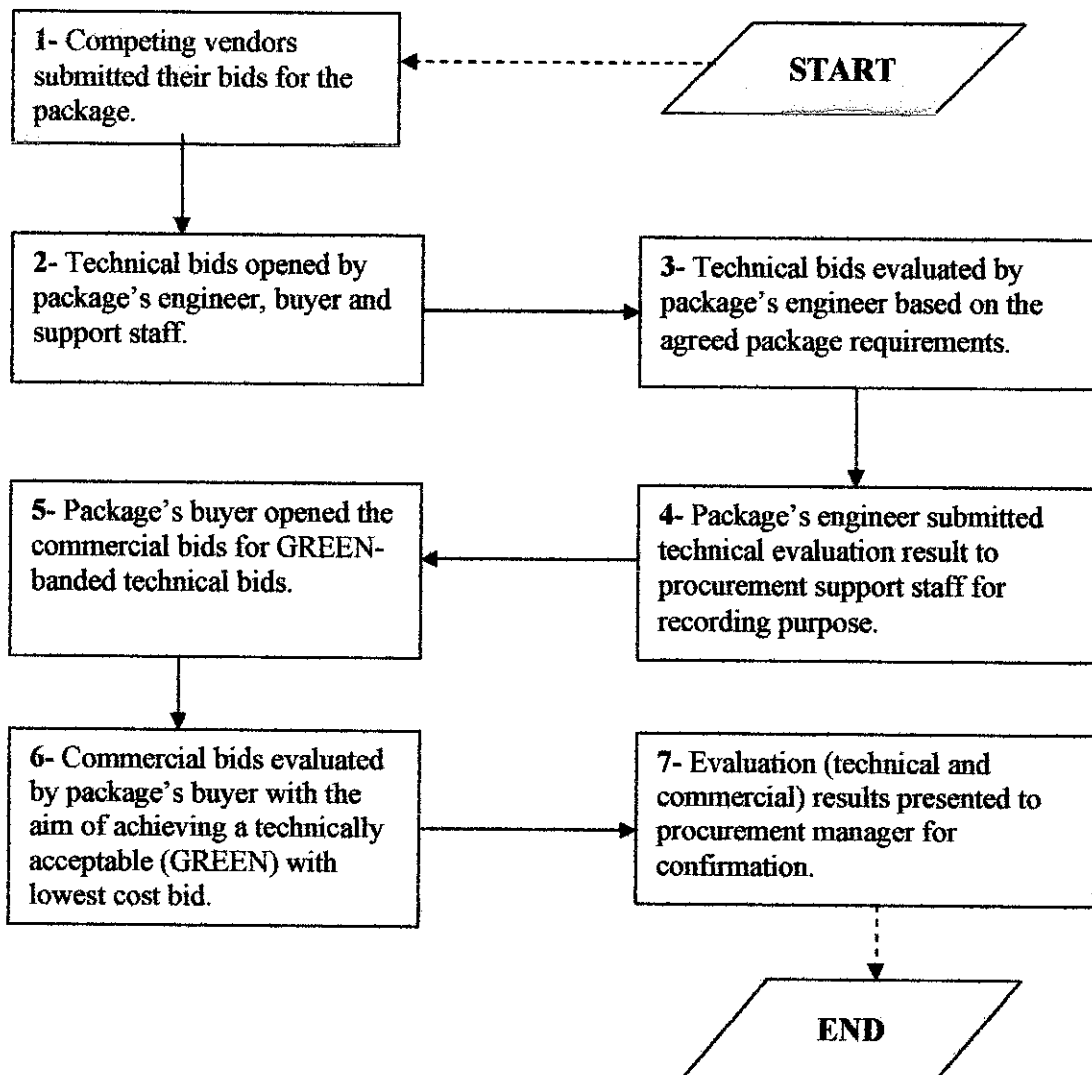 START
1- Competing vendors
submitted their bids for the
package.
2- Technical bids opened by
package's engineer, buyer and
support staff.
3- Technical bids evaluated by
package's engineer based on the
agreed package requirements.
4- Package's engineer submitted
technical evaluation result to
procurement support staff for
recording purpose.
5- Package's buyer opened the
commercial bids for GREEN-
banded technical bids.
6- Commercial bids evaluated
by package's buyer with the
aim of achieving a technically
acceptable (GREEN) with
lowest cost bid.
7- Evaluation (technical and
commercial) results presented to
procurement manager for
confirmation.
END